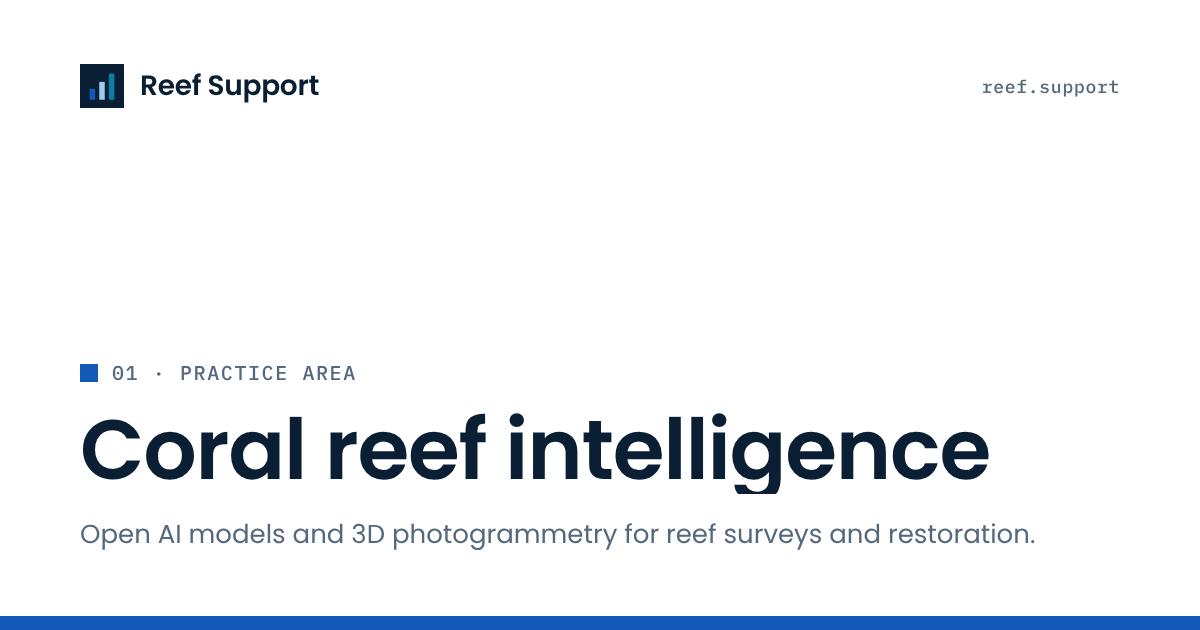 Reef Support
reef.support
01 · PRACTICE AREA
Coral reef intelligence
Open AI models and 3D photogrammetry for reef surveys and restoration.